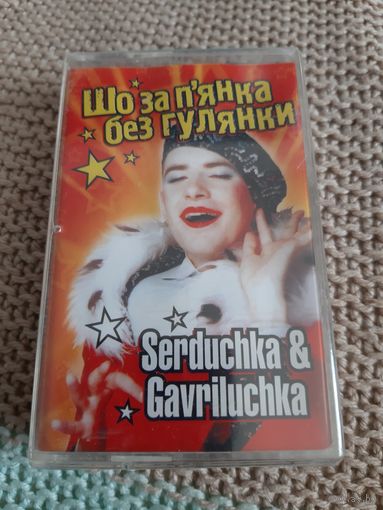 Шо за п'янка
без гулянки
Serduchka &
Gavriluchka